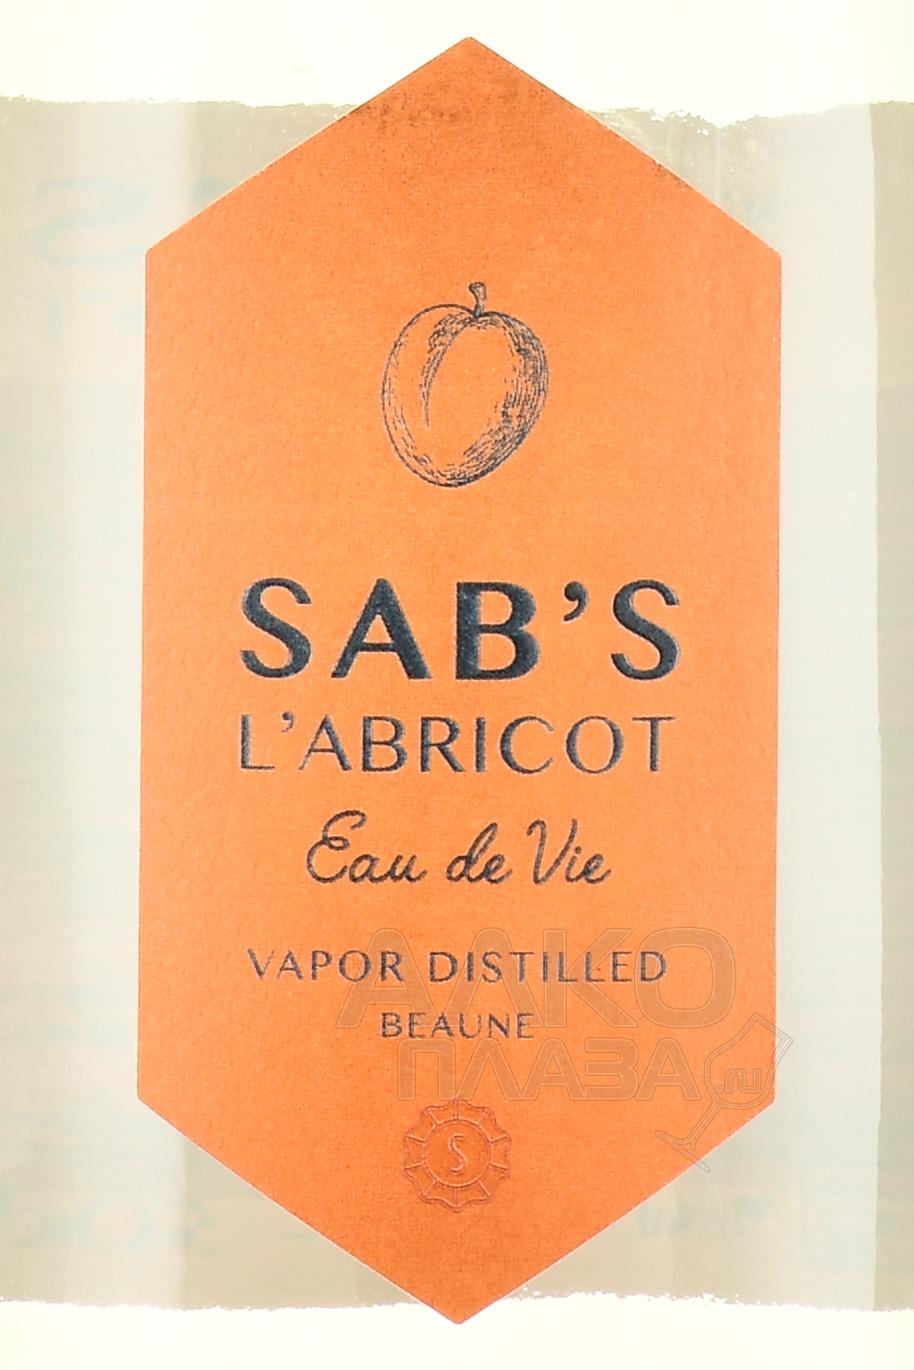 SAB'S
L'ABRICOT
Eau de Vie
VAPOR DISTILLED
BEAUNE
АЛКО
ПЛАЗА
.ru
S